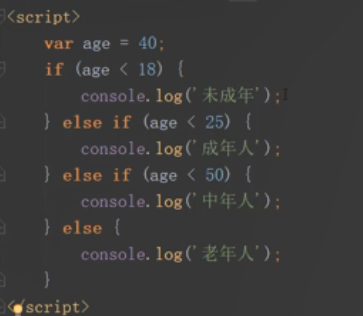 <script>
var age = 40;
if (age < 18) {
console.log('未成年');
} else if (age < 25) {
console.log('成年人');
} else if (age < 50) {
console.log('中年人');
} else {
console.log('老年人');
}
</script>